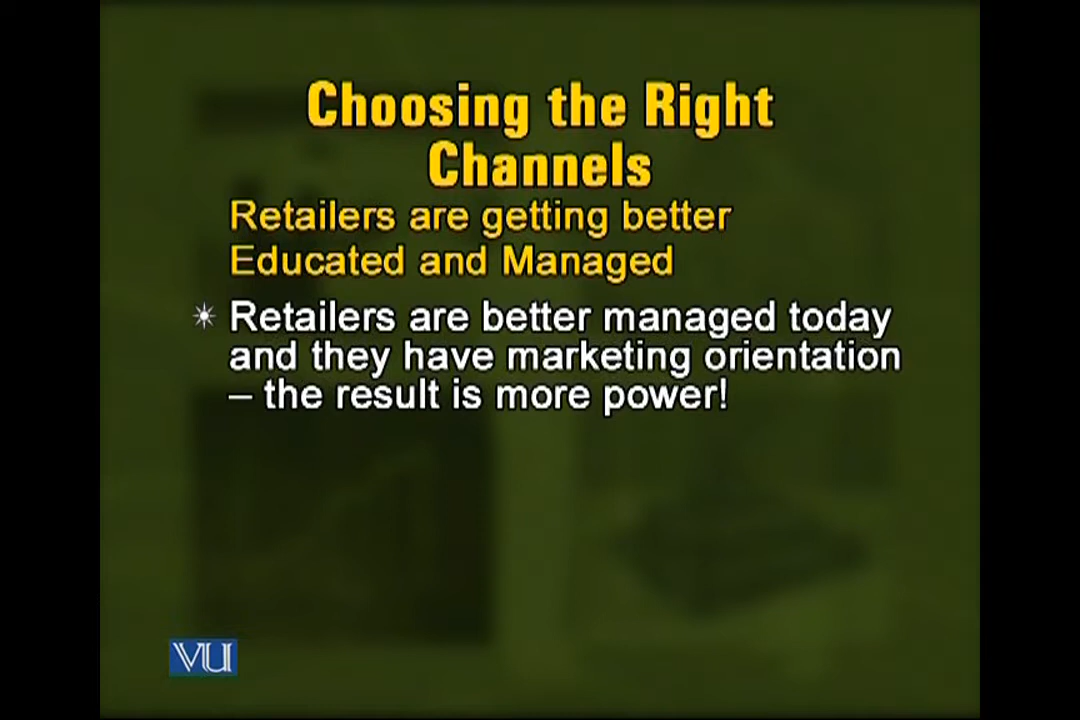 Choosing the Right
Channels
Retailers are getting better
Educated and Managed
Retailers are better managed today
and they have marketing orientation
– the result is more power!
VU